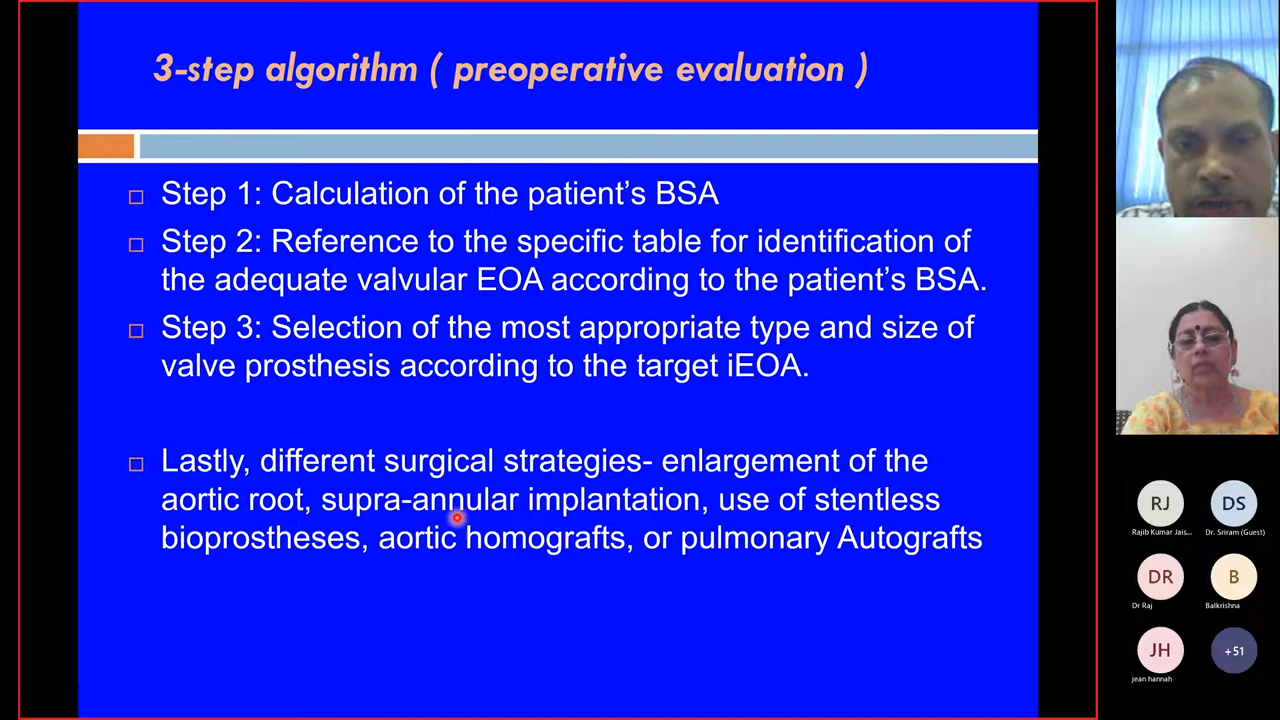 3-step algorithm ( preoperative evaluation )
Step 1: Calculation of the patient’s BSA
Step 2: Reference to the specific table for identification of
the adequate valvular EOA according to the patient’s BSA.
Step 3: Selection of the most appropriate type and size of
valve prosthesis according to the target iEOA.
Lastly, different surgical strategies- enlargement of the
aortic root, supra-annular implantation, use of stentless
bioprostheses, aortic homografts, or pulmonary Autografts
RJ
DS
Rajib Kumar Jais...
Dr. Sriram (Guest)
DR
B
Dr Raj
Balkrishna
JH
+51
jean hannah